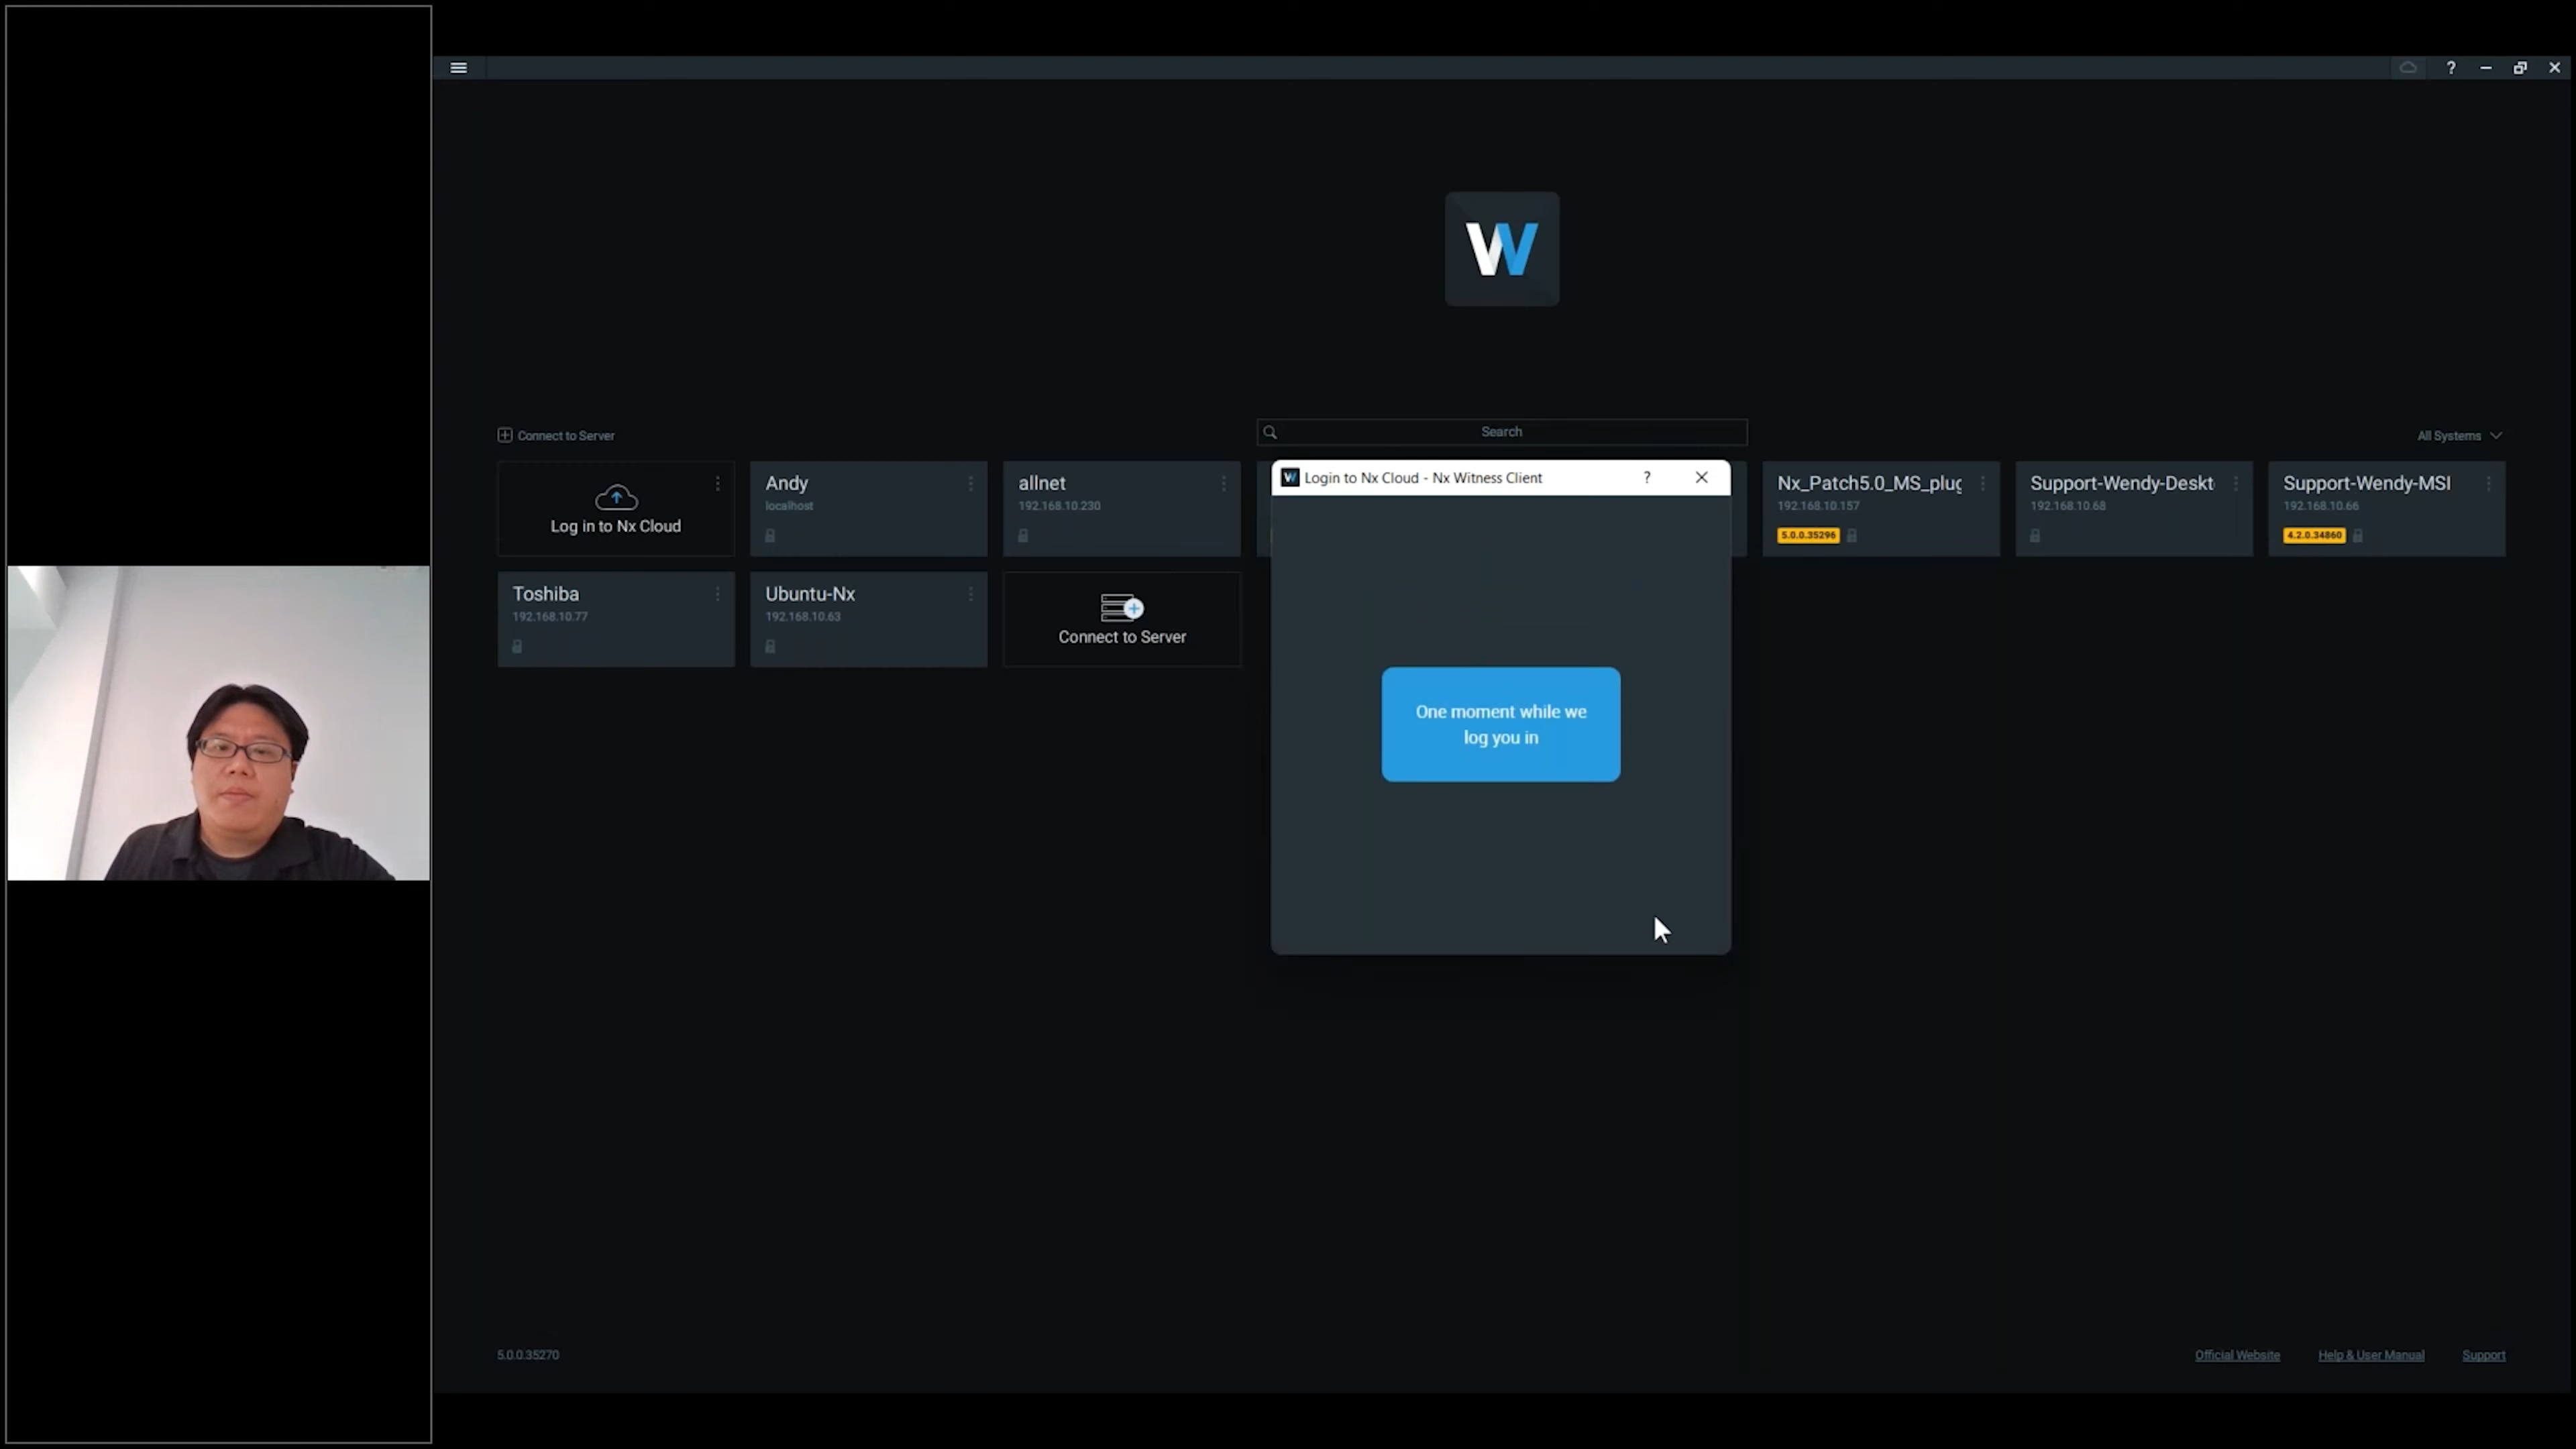 W
?
Connect to Server
Search
All Systems
Log in to Nx Cloud
Andy
localhost
allnet
192.168.10.230
Login to Nx Cloud - Nx Witness Client
?
Nx_Patch5.0_MS_plug
192.168.10.157
5.0.0.35296
Support-Wendy-Deskt
192.168.10.68
Support-Wendy-MSI
192.168.10.66
4.2.0.34860
Toshiba
192.168.10.77
Ubuntu-Nx
192.168.10.63
Connect to Server
One moment while we
log you in
5.0.0.35270
Official Website
Help & User Manual
Support